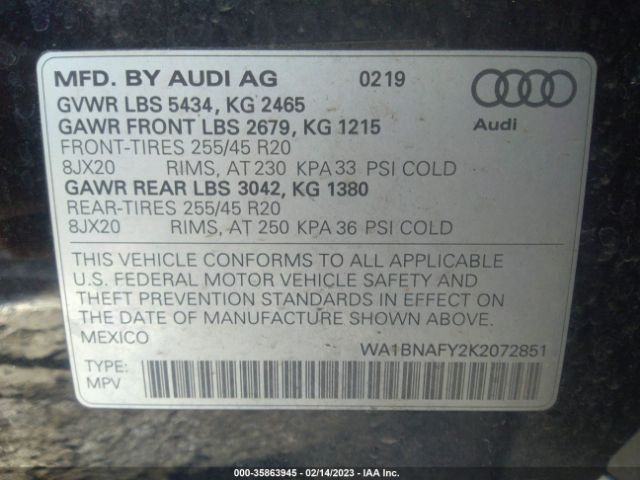 MFD. BY AUDI AG 0219
GVWR LBS 5434, KG 2465
GAWR FRONT LBS 2679, KG 1215
Audi
FRONT-TIRES 255/45 R20
8JX20 RIMS, AT 230 KPA 33 PSI COLD
GAWR REAR LBS 3042, KG 1380
REAR-TIRES 255/45 R20
8JX20 RIMS, AT 250 KPA 36 PSI COLD
THIS VEHICLE CONFORMS TO ALL APPLICABLE
U.S. FEDERAL MOTOR VEHICLE SAFETY AND
THEFT PREVENTION STANDARDS IN EFFECT ON
THE DATE OF MANUFACTURE SHOWN ABOVE.
MEXICO
WA1BNAFY2K2072851
TYPE:
MPV
000-35863945 - 02/14/2023 - IAA Inc.